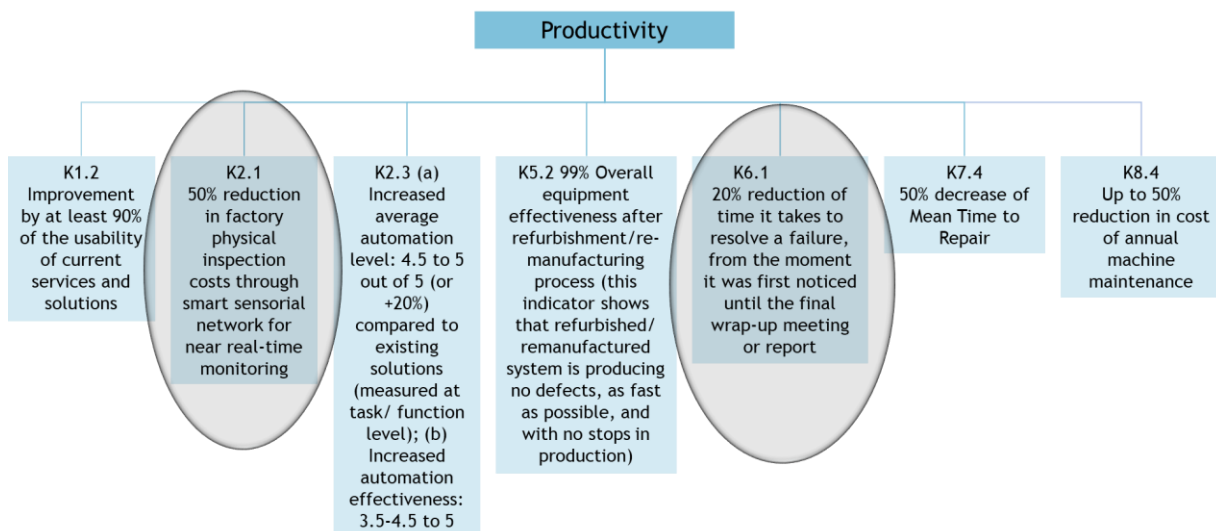 Productivity
K1.2
Improvement
by at least 90%
of the usability
of current
services and
solutions
K2.1
50% reduction
in factory
physical
inspection
costs through
smart sensorial
network for
near real-time
monitoring
K2.3 (a)
Increased
average
automation
level: 4.5 to 5
out of 5 (or
+20%)
compared to
existing
solutions
(measured at
task/ function
level); (b)
Increased
automation
effectiveness:
3.5-4.5 to 5
K5.2 99% Overall
equipment
effectiveness after
refurbishment/re-
manufacturing
process (this
indicator shows
that refurbished/
remanufactured
system is producing
no defects, as fast
as possible, and
with no stops in
production)
K6.1
20% reduction of
time it takes to
resolve a failure,
from the moment
it was first noticed
until the final
wrap-up meeting
or report
K7.4
50% decrease of
Mean Time to
Repair
K8.4
Up to 50%
reduction in cost
of annual
machine
maintenance